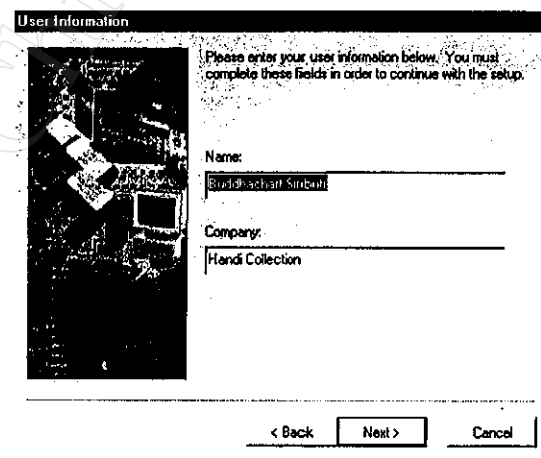 User Information
Please enter your user information below. You must
complete these fields in order to continue with the setup.
Name:
Company:
Handi Collection
< Back
Next >
Cancel